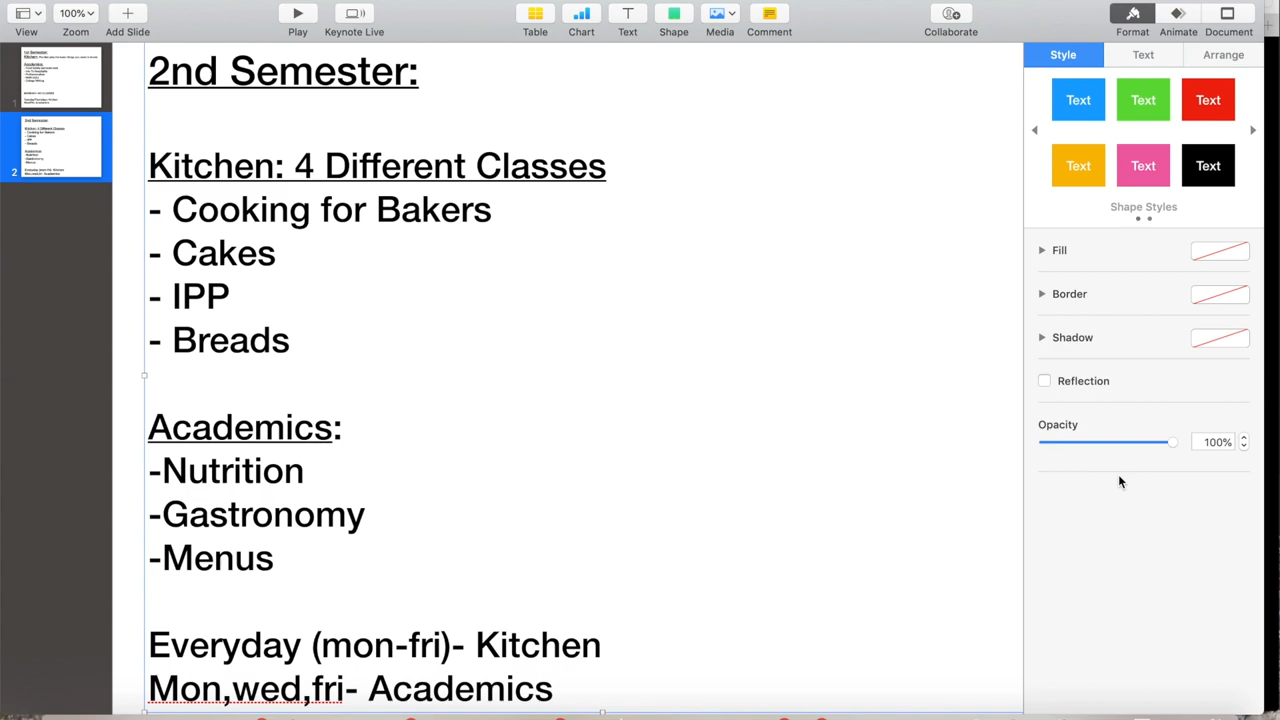 View
Zoom
Add Slide
Play
Keynote Live
Table
Chart
Text
Shape
Media
Comment
Collaborate
Format
Animate
Document
100%
1
2
2nd Semester:
Kitchen: 4 Different Classes
- Cooking for Bakers
- Cakes
- IPP
- Breads
Academics:
-Nutrition
-Gastronomy
-Menus
Everyday (mon-fri)- Kitchen
Mon,wed,fri- Academics
Style
Text
Arrange
Text
Text
Text
Text
Text
Text
Shape Styles
Fill
Border
Shadow
Reflection
Opacity
100%